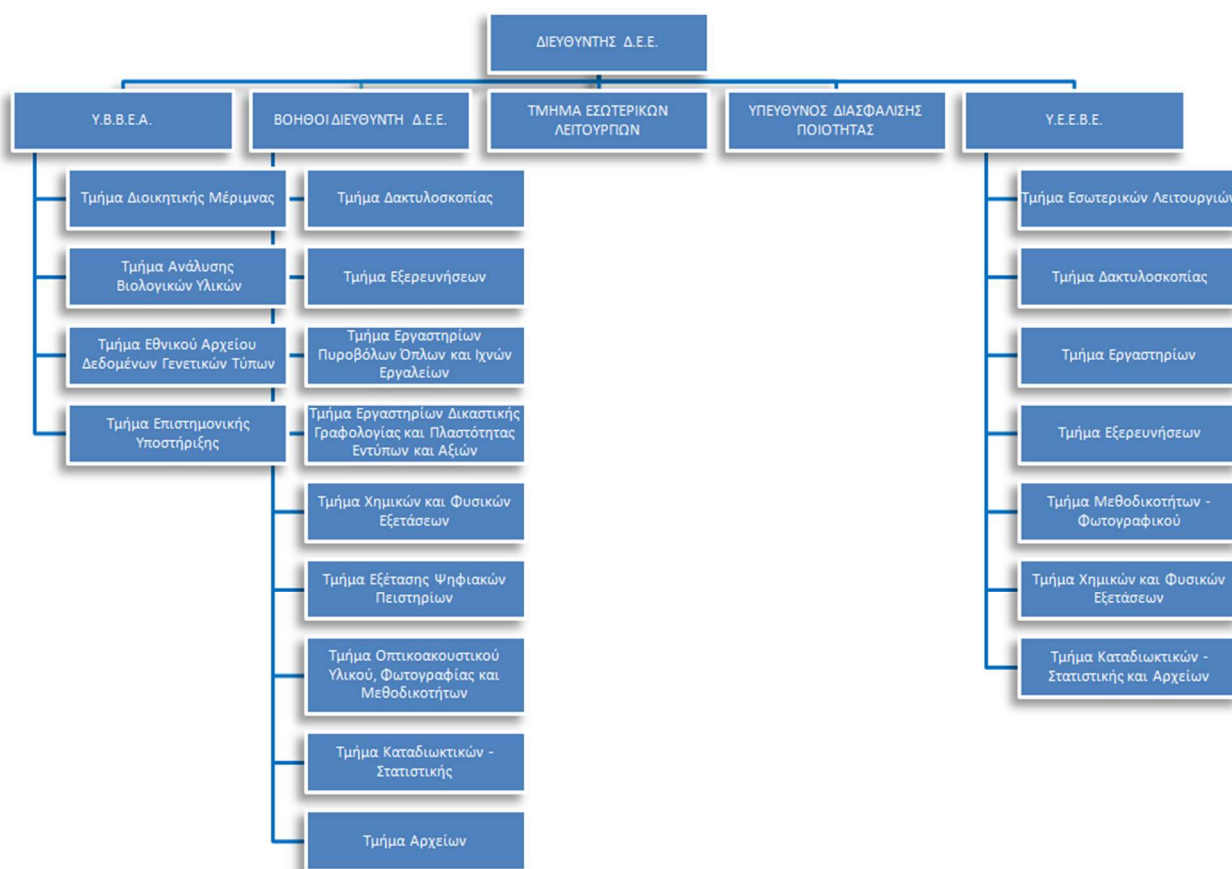 ΔΙΕΥΘΥΝΤΗΣ Δ.Ε.Ε.
Υ.Β.Β.Ε.Α.
ΒΟΗΘΟΙ ΔΙΕΥΘΥΝΤΗ Δ.Ε.Ε.
ΤΜΗΜΑ ΕΣΩΤΕΡΙΚΩΝ
ΛΕΙΤΟΥΡΓΙΩΝ
ΥΠΕΥΘΥΝΟΣ ΔΙΑΣΦΑΛΙΣΗΣ
ΠΟΙΟΤΗΤΑΣ
Υ.Ε.Ε.Β.Ε.
Τμήμα Διοικητικής Μέριμνας
Τμήμα Ανάλυσης
Βιολογικών Υλικών
Τμήμα Εθνικού Αρχείου
Δεδομένων Γενετικών Τύπων
Τμήμα Επιστημονικής
Υποστήριξης
Τμήμα Δακτυλοσκοπίας
Τμήμα Εξερευνήσεων
Τμήμα Εργαστηρίων
Πυροβόλων Όπλων και Ιχνών
Εργαλείων
Τμήμα Εργαστηρίων Δικαστικής
Γραφολογίας και Πλαστότητας
Εντύπων και Αξιών
Τμήμα Χημικών και Φυσικών
Εξετάσεων
Τμήμα Εξέτασης Ψηφιακών
Πειστηρίων
Τμήμα Οπτικοακουστικού
Υλικού, Φωτογραφίας και
Μεθοδικοτήτων
Τμήμα Καταδιωκτικών -
Στατιστικής
Τμήμα Αρχείων
Τμήμα Εσωτερικών Λειτουργιών
Τμήμα Δακτυλοσκοπίας
Τμήμα Εργαστηρίων
Τμήμα Εξερευνήσεων
Τμήμα Μεθοδικοτήτων -
Φωτογραφικού
Τμήμα Χημικών και Φυσικών
Εξετάσεων
Τμήμα Καταδιωκτικών -
Στατιστικής και Αρχείων